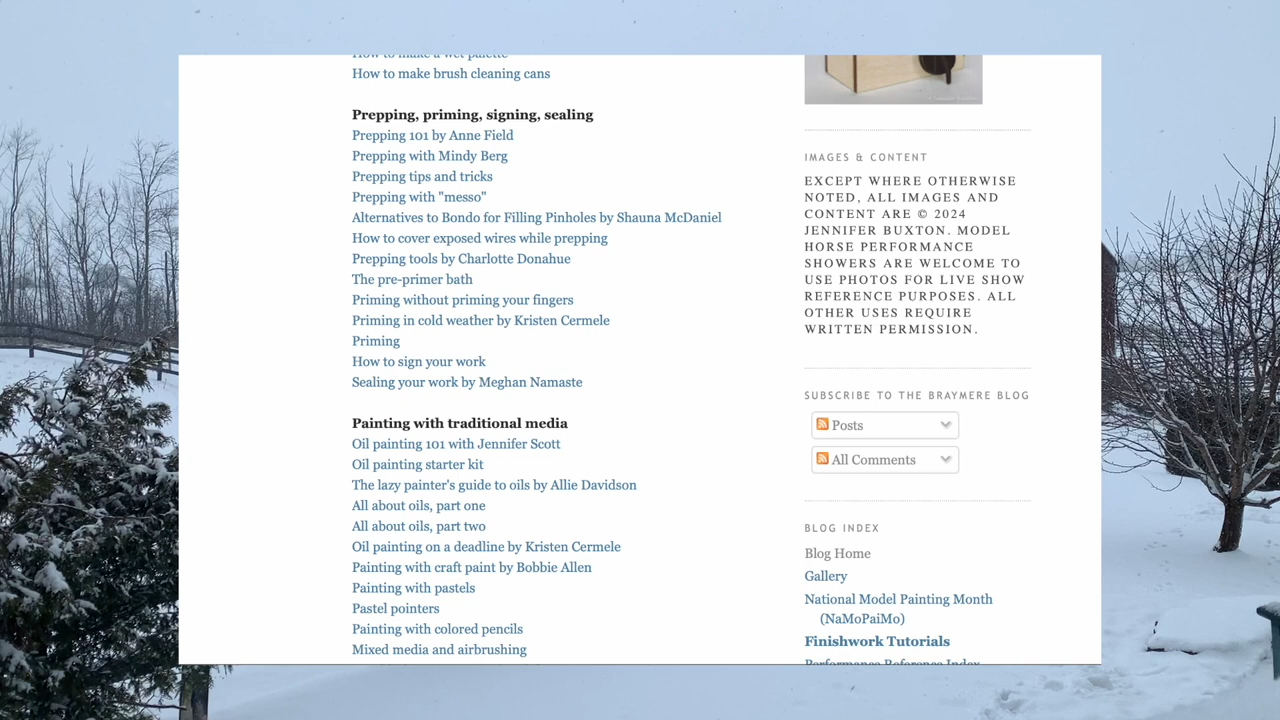 How to make a wet palette
How to make brush cleaning cans
Prepping, priming, signing, sealing
Prepping 101 by Anne Field
Prepping with Mindy Berg
Prepping tips and tricks
Prepping with "messo"
Alternatives to Bondo for Filling Pinholes by Shauna McDaniel
How to cover exposed wires while prepping
Prepping tools by Charlotte Donahue
The pre-primer bath
Priming without priming your fingers
Priming in cold weather by Kristen Cermele
Priming
How to sign your work
Sealing your work by Meghan Namaste
Painting with traditional media
Oil painting 101 with Jennifer Scott
Oil painting starter kit
The lazy painter's guide to oils by Allie Davidson
All about oils, part one
All about oils, part two
Oil painting on a deadline by Kristen Cermele
Painting with craft paint by Bobbie Allen
Painting with pastels
Pastel pointers
Painting with colored pencils
Mixed media and airbrushing
IMAGES & CONTENT
EXCEPT WHERE OTHERWISE
NOTED, ALL IMAGES AND
CONTENT ARE © 2024
JENNIFER BUXTON. MODEL
HORSE PERFORMANCE
SHOWERS ARE WELCOME TO
USE PHOTOS FOR LIVE SHOW
REFERENCE PURPOSES. ALL
OTHER USES REQUIRE
WRITTEN PERMISSION.
SUBSCRIBE TO THE BRAYMERE BLOG
Posts
All Comments
BLOG INDEX
Blog Home
Gallery
National Model Painting Month
(NaMoPaiMo)
Finishwork Tutorials
Performance Reference Index